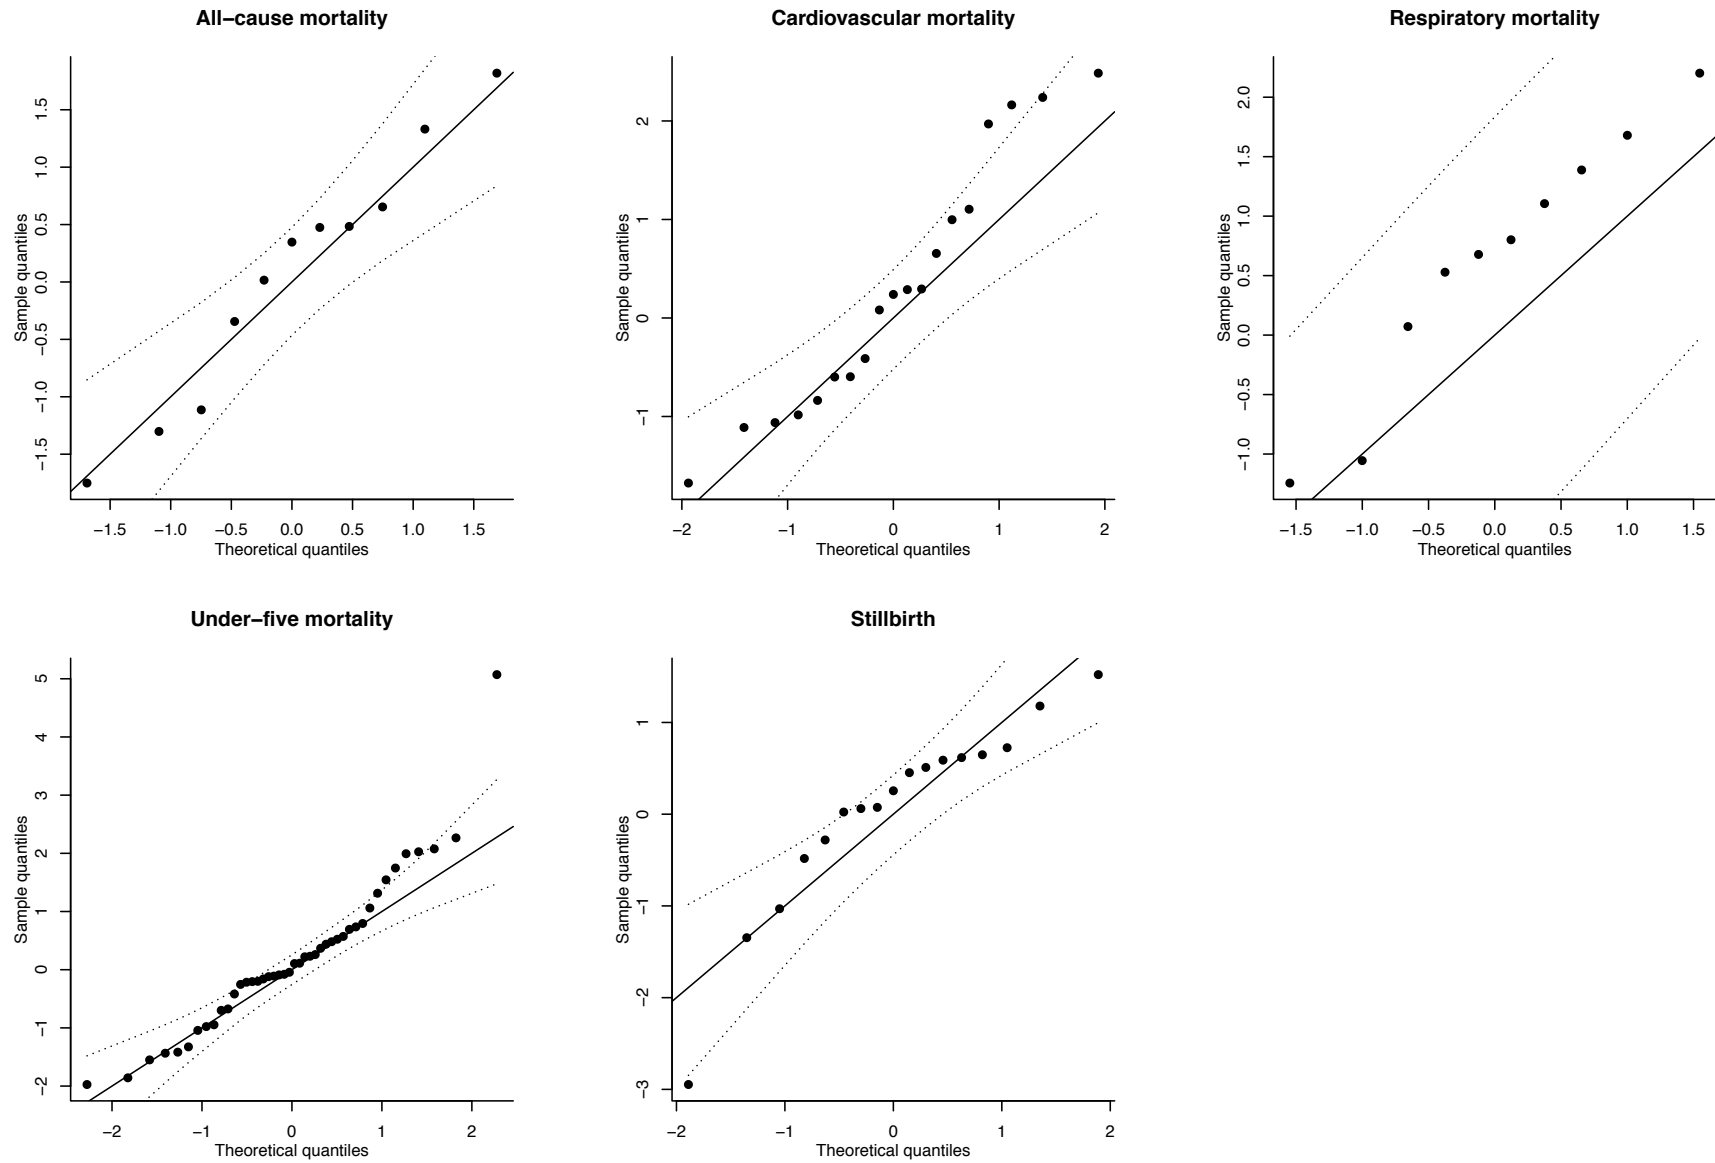 All−cause mortality
1.5
1.0
0.5
0.0
−0.5
−1.0
−1.5
Sample quantiles
−1.5 −1.0 −0.5 0.0 0.5 1.0 1.5
Theoretical quantiles
Cardiovascular mortality
2
1
0
−1
Sample quantiles
−2 −1 0 1 2
Theoretical quantiles
Respiratory mortality
2.0
1.5
1.0
0.5
0.0
−0.5
−1.0
Sample quantiles
−1.5 −1.0 −0.5 0.0 0.5 1.0 1.5
Theoretical quantiles
Under−five mortality
5
4
3
2
1
0
−1
−2
Sample quantiles
−2 −1 0 1 2
Theoretical quantiles
Stillbirth
1
0
−1
−2
−3
Sample quantiles
−2 −1 0 1 2
Theoretical quantiles